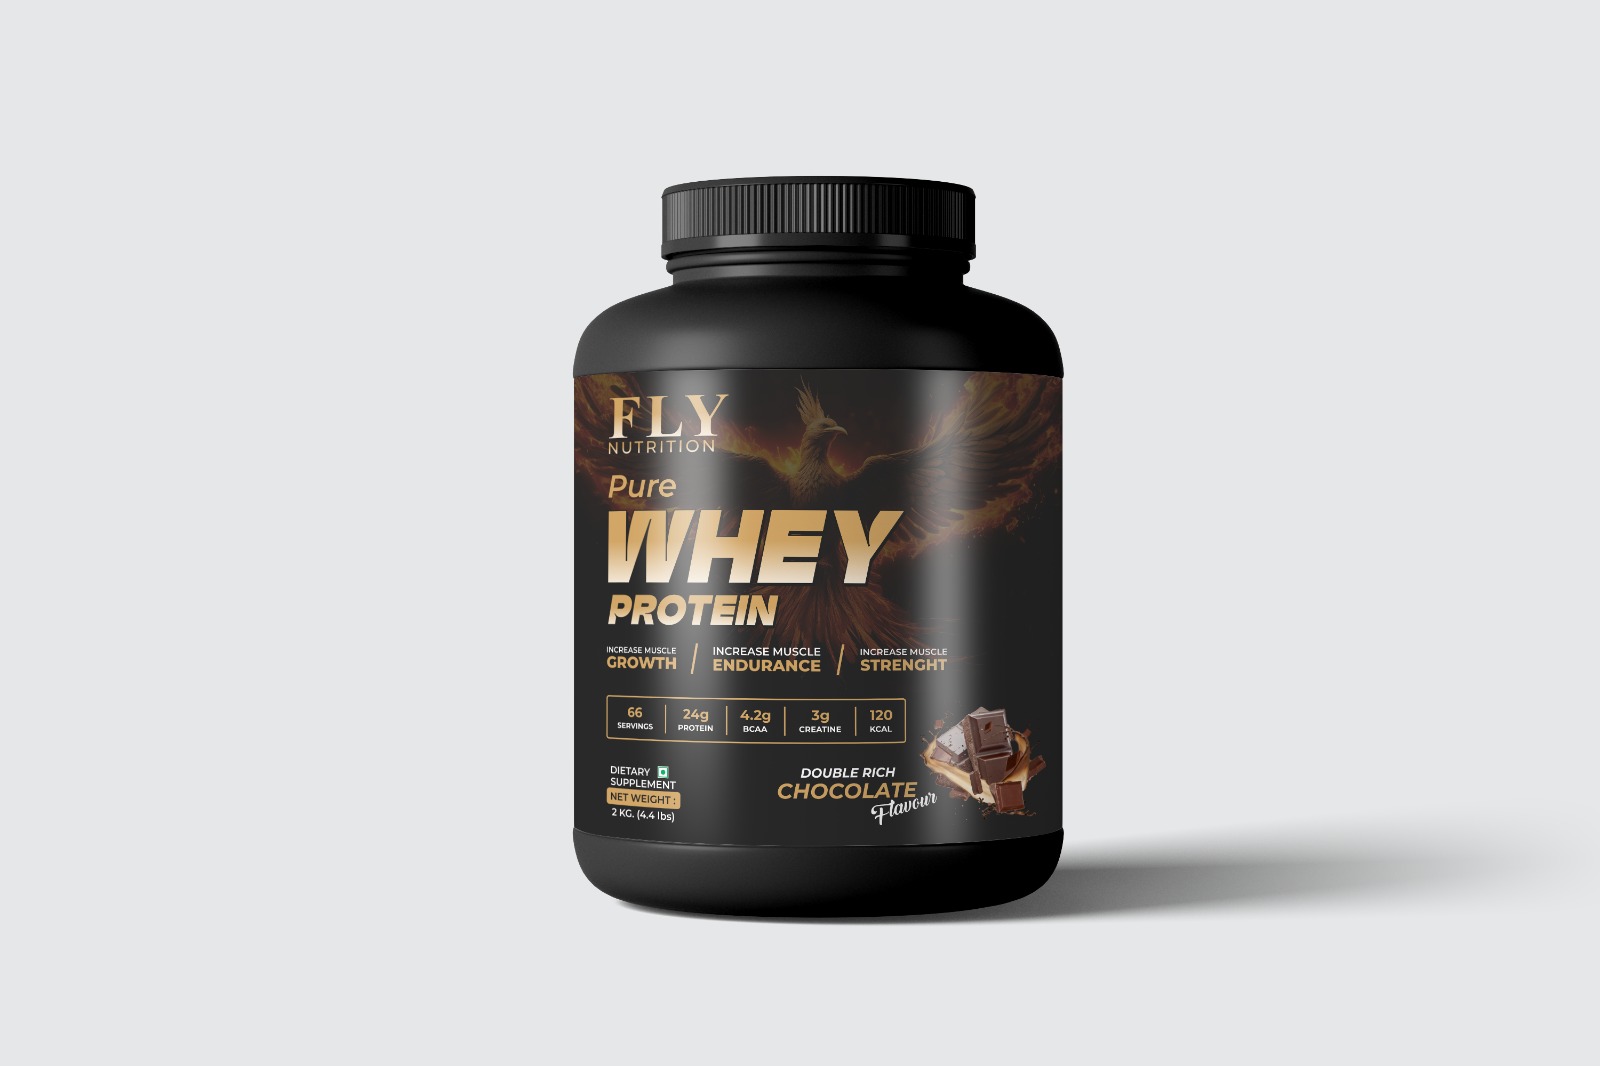 FLY
NUTRITION
Pure
WHEY
PROTEIN
INCREASE MUSCLE
GROWTH
INCREASE MUSCLE
ENDURANCE
INCREASE MUSCLE
STRENGHT
66
SERVINGS
24g
PROTEIN
4.2g
BCAA
3g
CREATINE
120
KCAL
DIETARY
SUPPLEMENT
NET WEIGHT :
2 KG. (4.4 lbs)
DOUBLE RICH
CHOCOLATE
Flavour